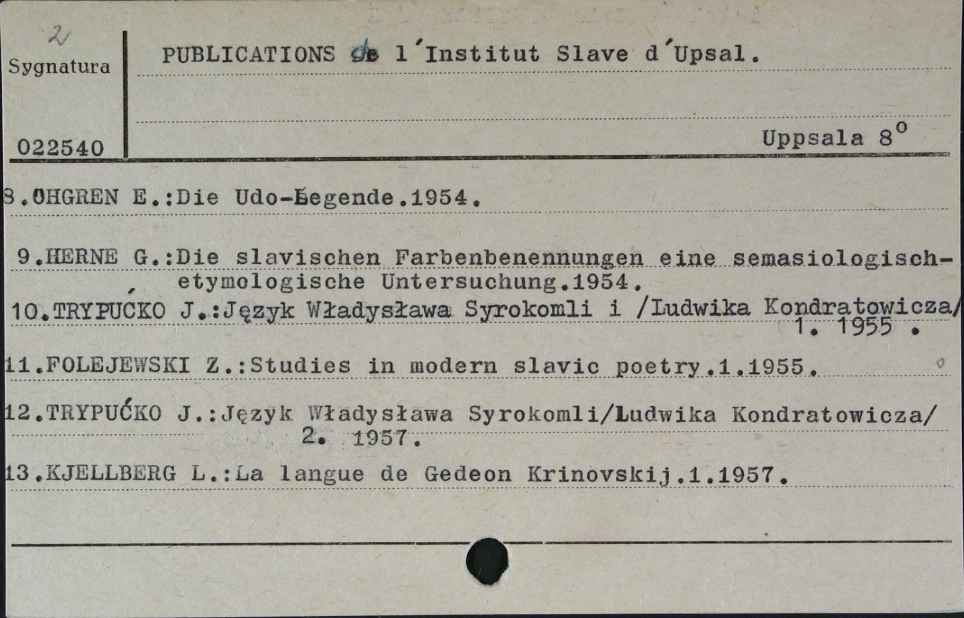 2
Sygnatura
PUBLICATIONS de l´Institut Slave d´Upsal.
022540
Uppsala 8°
8.OHGREN E.:Die Udo-Legende.1954.
9.HERNE G.:Die slavischen Farbenbenennungen eine semasiologisch-
etymologische Untersuchung.1954.
10.TRYPUĆKO J.:Język Władysława Syrokomli i /Ludwika Kondratowicza/
1. 1955 .
11.FOLEJEWSKI Z.:Studies in modern slavic poetry.1.1955.
12.TRYPUĆKO J.:Język Władysława Syrokomli/Ludwika Kondratowicza/
2. 1957.
13.KJELLBERG L.:La langue de Gedeon Krinovskij.1.1957.